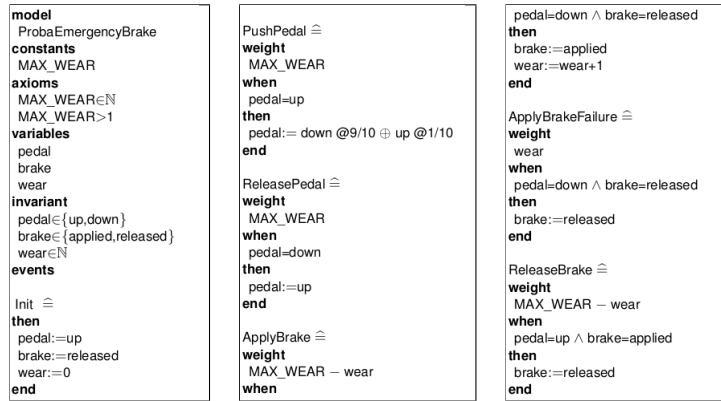 model
ProbaEmergencyBrake
constants
MAX_WEAR
axioms
MAX_WEAR∈ℕ
MAX_WEAR>1
variables
pedal
brake
wear
invariant
pedal∈{up,down}
brake∈{applied,released}
wear∈ℕ
events
Init ≙
then
pedal:=up
brake:=released
wear:=0
end
PushPedal ≙
weight
MAX_WEAR
when
pedal=up
then
pedal:= down @9/10 ⊕ up @1/10
end
ReleasePedal ≙
weight
MAX_WEAR
when
pedal=down
then
pedal:=up
end
ApplyBrake ≙
weight
MAX_WEAR − wear
when
pedal=down ∧ brake=released
then
brake:=applied
wear:=wear+1
end
ApplyBrakeFailure ≙
weight
wear
when
pedal=down ∧ brake=released
then
brake:=released
end
ReleaseBrake ≙
weight
MAX_WEAR − wear
when
pedal=up ∧ brake=applied
then
brake:=released
end